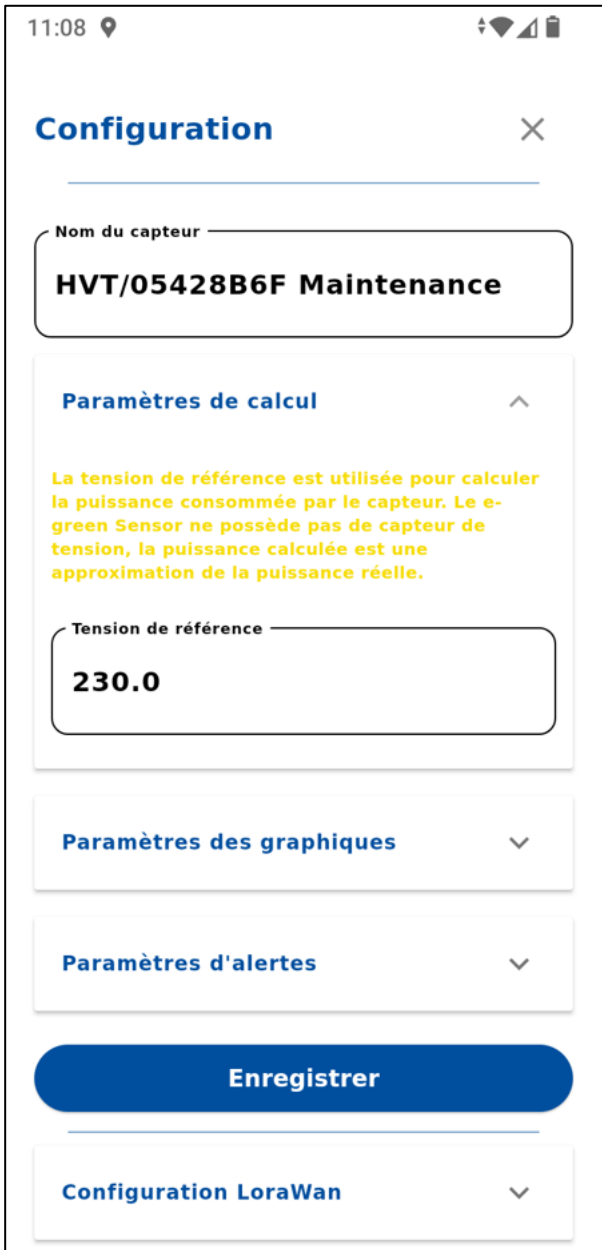 11:08
Configuration
Nom du capteur
HVT/05428B6F Maintenance
Paramètres de calcul
La tension de référence est utilisée pour calculer
la puissance consommée par le capteur. Le e-
green Sensor ne possède pas de capteur de
tension, la puissance calculée est une
approximation de la puissance réelle.
Tension de référence
230.0
Paramètres des graphiques
Paramètres d'alertes
Enregistrer
Configuration LoraWan